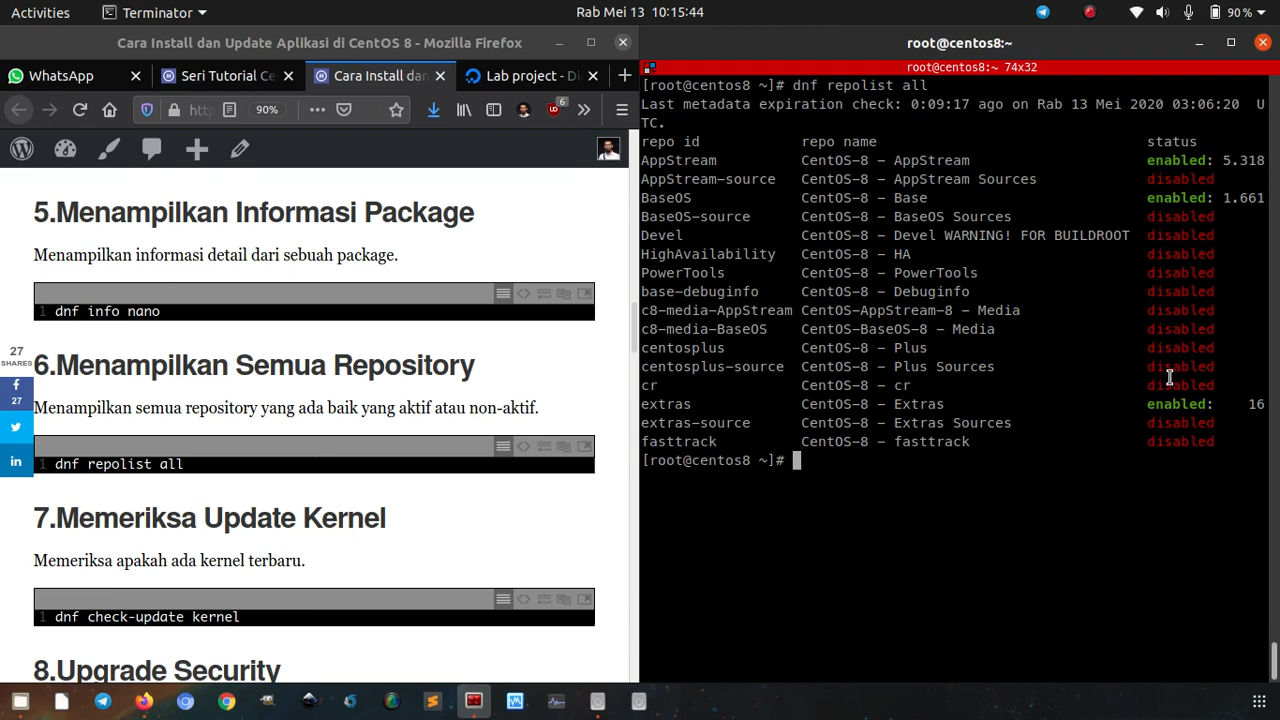 Activities
Terminator
Rab Mei 13 10:15:44
90%
Cara Install dan Update Aplikasi di CentOS 8 - Mozilla Firefox
WhatsApp
Seri Tutorial Ce
Cara Install dan
Lab project - Di
90%
6
5.Menampilkan Informasi Package
Menampilkan informasi detail dari sebuah package.
1 dnf info nano
27
SHARES
27
6.Menampilkan Semua Repository
Menampilkan semua repository yang ada baik yang aktif atau non-aktif.
1 dnf repolist all
7.Memeriksa Update Kernel
Memeriksa apakah ada kernel terbaru.
1 dnf check-update kernel
8.Upgrade Security
root@centos8:~
root@centos8:~ 74x32
[root@centos8 ~]# dnf repolist all
Last metadata expiration check: 0:09:17 ago on Rab 13 Mei 2020 03:06:20  U
TC.
repo id repo name status
AppStream CentOS-8 - AppStream enabled: 5.318
AppStream-source CentOS-8 - AppStream Sources disabled
BaseOS CentOS-8 - Base enabled: 1.661
BaseOS-source CentOS-8 - BaseOS Sources disabled
Devel CentOS-8 - Devel WARNING! FOR BUILDROOT disabled
HighAvailability CentOS-8 - HA disabled
PowerTools CentOS-8 - PowerTools disabled
base-debuginfo CentOS-8 - Debuginfo disabled
c8-media-AppStream CentOS-AppStream-8 - Media disabled
c8-media-BaseOS CentOS-BaseOS-8 - Media disabled
centosplus CentOS-8 - Plus disabled
centosplus-source CentOS-8 - Plus Sources disabled
cr CentOS-8 - cr disabled
extras CentOS-8 - Extras enabled: 16
extras-source CentOS-8 - Extras Sources disabled
fasttrack CentOS-8 - fasttrack disabled
[root@centos8 ~]#